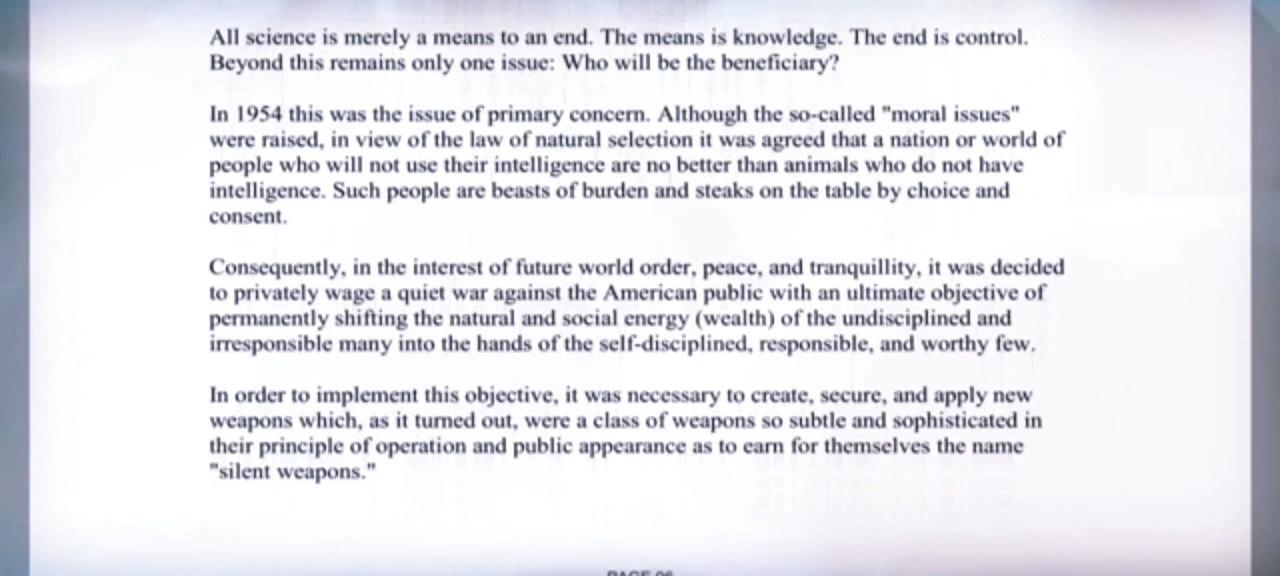 All science is merely a means to an end. The means is knowledge. The end is control.
Beyond this remains only one issue: Who will be the beneficiary?
In 1954 this was the issue of primary concern. Although the so-called "moral issues"
were raised, in view of the law of natural selection it was agreed that a nation or world of
people who will not use their intelligence are no better than animals who do not have
intelligence. Such people are beasts of burden and steaks on the table by choice and
consent.
Consequently, in the interest of future world order, peace, and tranquillity, it was decided
to privately wage a quiet war against the American public with an ultimate objective of
permanently shifting the natural and social energy (wealth) of the undisciplined and
irresponsible many into the hands of the self-disciplined, responsible, and worthy few.
In order to implement this objective, it was necessary to create, secure, and apply new
weapons which, as it turned out, were a class of weapons so subtle and sophisticated in
their principle of operation and public appearance as to earn for themselves the name
"silent weapons."